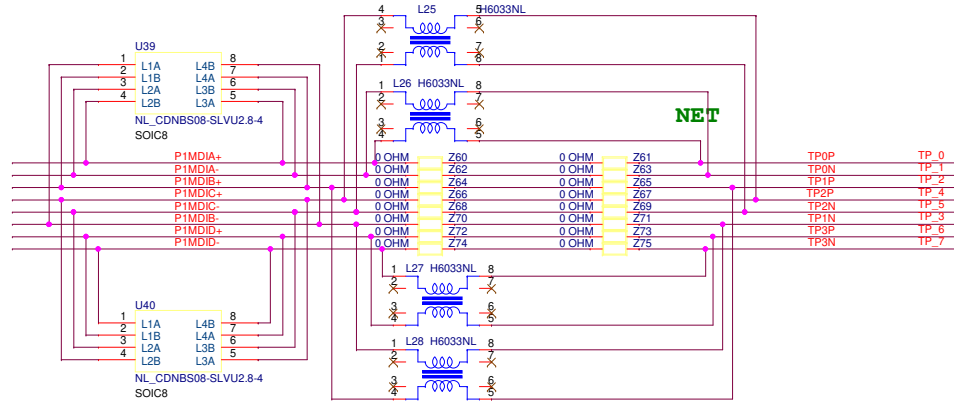 4 L25 5 H6033NL
3 6
2 7
1 8
U39
1 L1A L4B 8
2 L1B L4A 7
3 L2A L3B 6
4 L2B L3A 5
NL_CDNBS08-SLVU2.8-4
SOIC8
1 L26 H6033NL 8
2 7
3 6
4 5
NET
P1MDIA+ 0 OHM Z60 0 OHM Z61 TP0P TP_0
P1MDIA- 0 OHM Z62 0 OHM Z63 TP0N TP_1
P1MDIB+ 0 OHM Z64 0 OHM Z65 TP1P TP_2
P1MDIC+ 0 OHM Z66 0 OHM Z67 TP2P TP_4
P1MDIC- 0 OHM Z68 0 OHM Z69 TP2N TP_5
P1MDIB- 0 OHM Z70 0 OHM Z71 TP1N TP_3
P1MDID+ 0 OHM Z72 0 OHM Z73 TP3P TP_6
P1MDID- 0 OHM Z74 0 OHM Z75 TP3N TP_7
1 L27 H6033NL 8
2 7
3 6
4 5
U40
1 L1A L4B 8
2 L1B L4A 7
3 L2A L3B 6
4 L2B L3A 5
NL_CDNBS08-SLVU2.8-4
SOIC8
1 L28 H6033NL 8
2 7
3 6
4 5